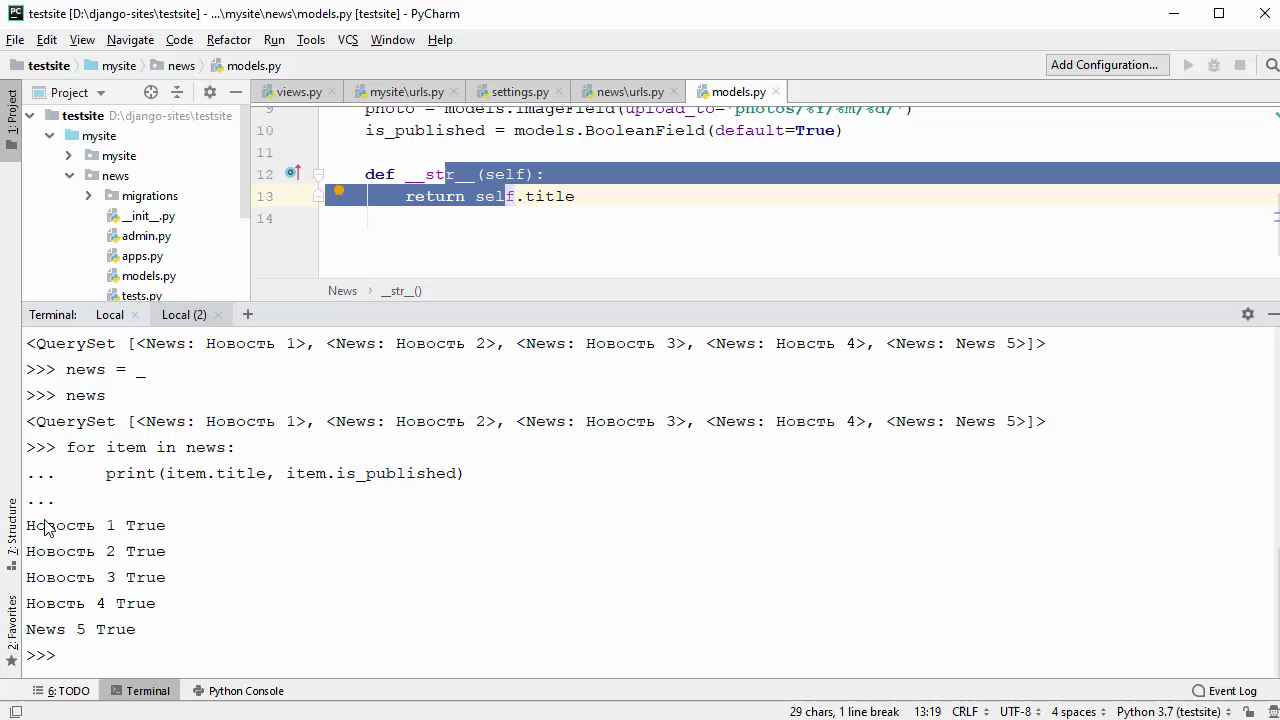 testsite [D:\django-sites\testsite] - ...\mysite\news\models.py [testsite] - PyCharm
File Edit View Navigate Code Refactor Run Tools VCS Window Help
testsite mysite news models.py Add Configuration...
1: Project
Project
views.py mysite\urls.py settings.py news\urls.py models.py
testsite D:\django-sites\testsite
mysite
mysite
news
migrations
__init__.py
admin.py
apps.py
models.py
tests.py
9 photo = models.ImageField(upload_to='photos/%Y/%m/%d/')
10 is_published = models.BooleanField(default=True)
11
12 def __str__(self):
13 return self.title
14
News __str__()
Terminal: Local Local (2)
<QuerySet [<News: Новость 1>, <News: Новость 2>, <News: Новость 3>, <News: Новсть 4>, <News: News 5>]>
>>> news = _
>>> news
<QuerySet [<News: Новость 1>, <News: Новость 2>, <News: Новость 3>, <News: Новсть 4>, <News: News 5>]>
>>> for item in news:
... print(item.title, item.is_published)
...
Новость 1 True
Новость 2 True
Новость 3 True
Новсть 4 True
News 5 True
>>>
7: Structure
2: Favorites
6: TODO Terminal Python Console Event Log
29 chars, 1 line break 13:19 CRLF UTF-8 4 spaces Python 3.7 (testsite)